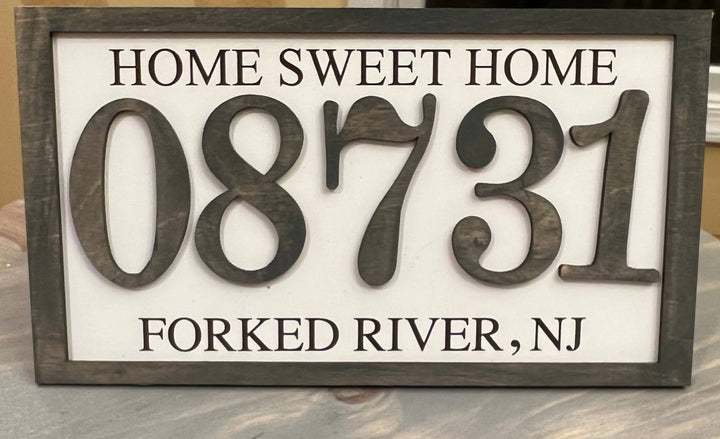 HOME SWEET HOME
08731
FORKED RIVER, NJ